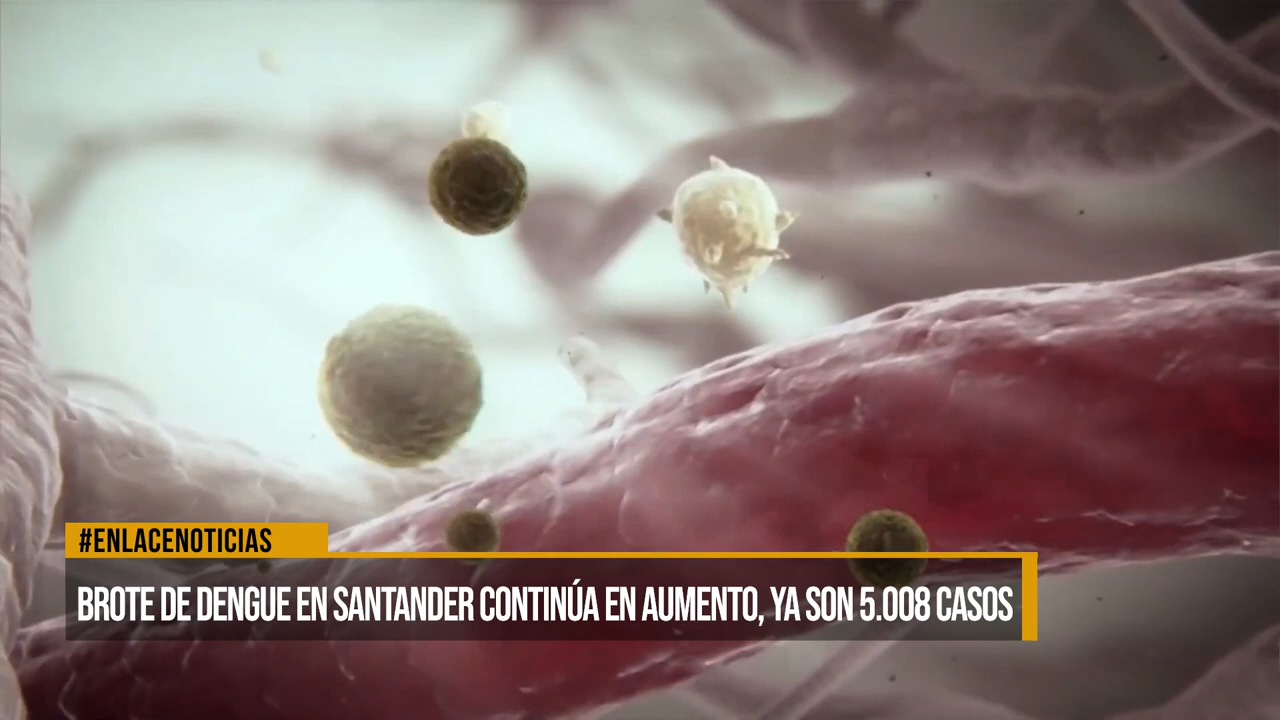 #ENLACENOTICIAS
BROTE DE DENGUE EN SANTANDER CONTINÚA EN AUMENTO, YA SON 5.008 CASOS